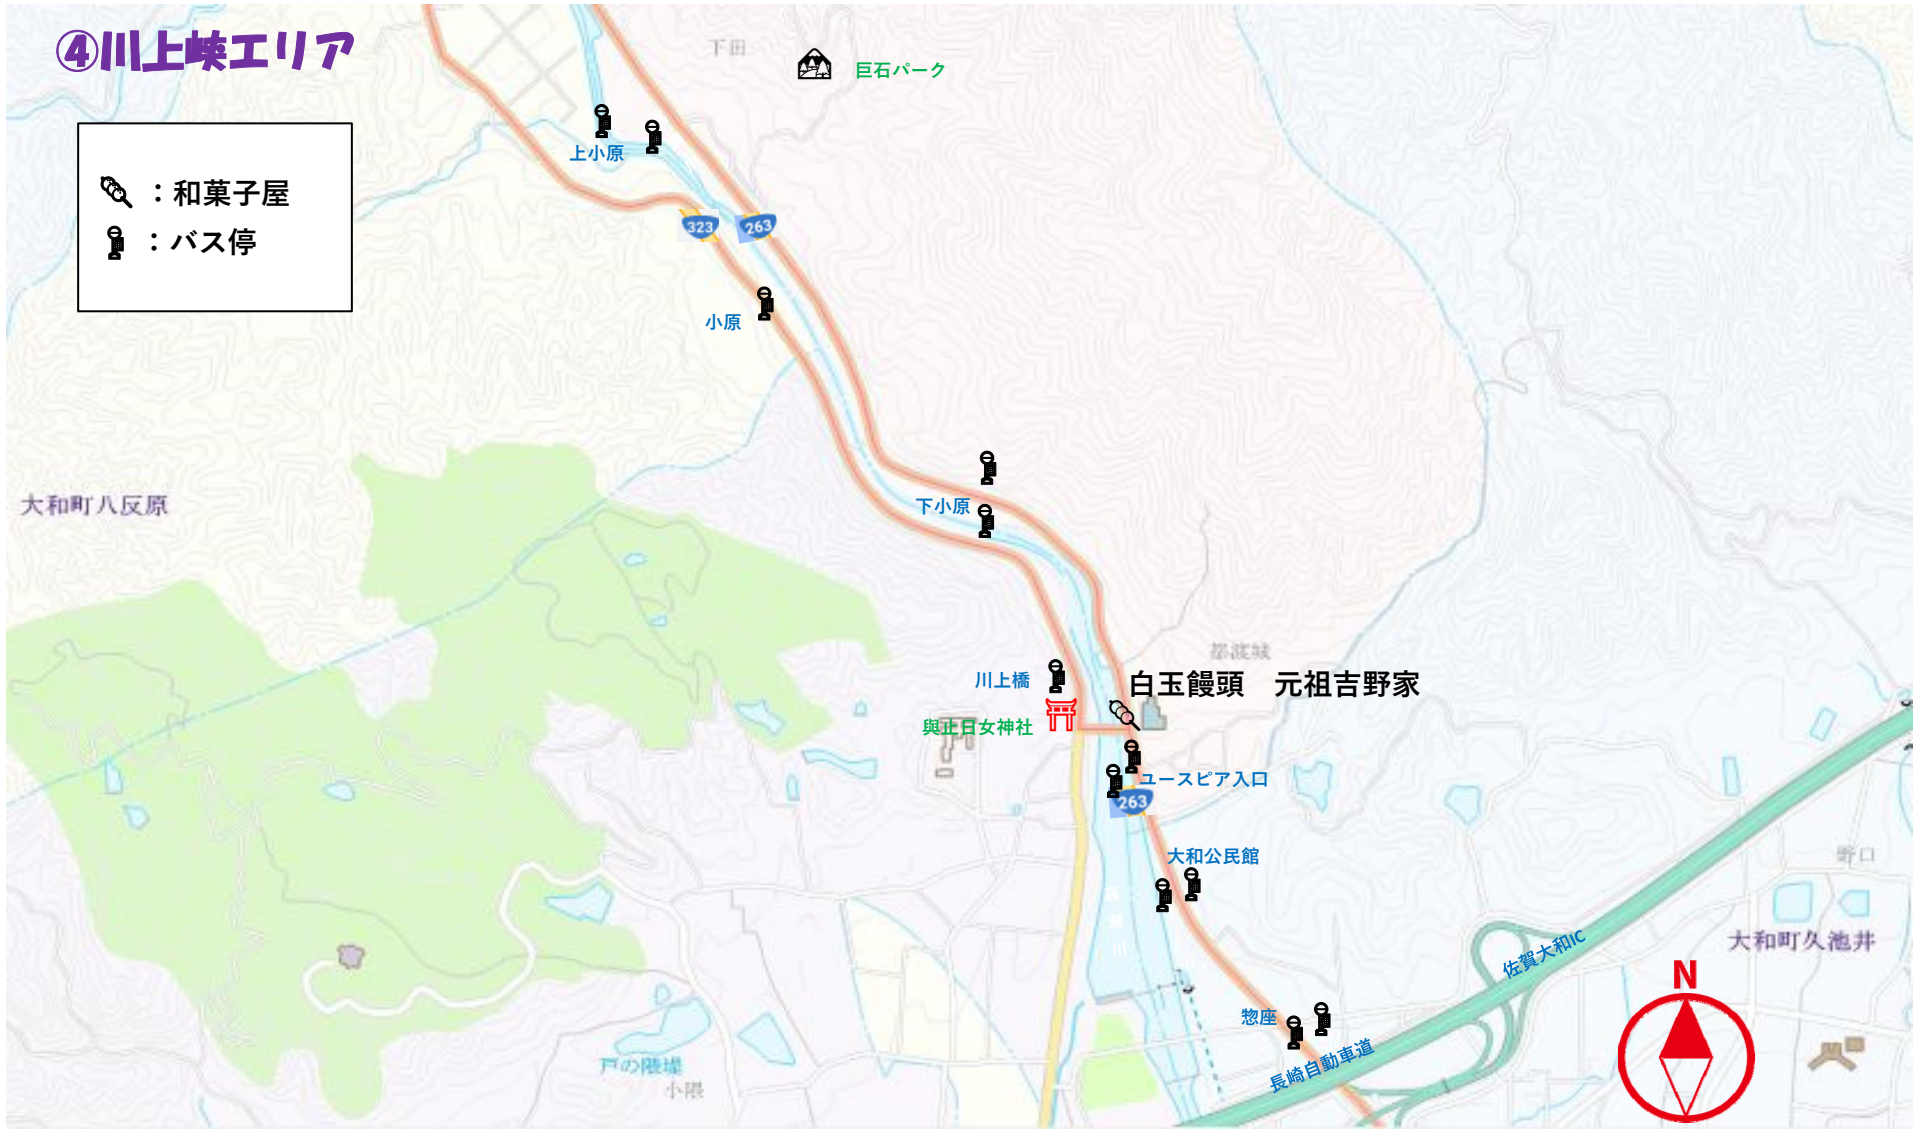 ④川上峡エリア
：和菓子屋
：バス停
下田
巨石パーク
上小原
323
263
小原
大和町八反原
下小原
都渡城
川上橋
白玉饅頭　元祖吉野家
與止日女神社
ユースピア入口
263
大和公民館
野口
大和町久池井
佐賀大和IC
N
惣座
長崎自動車道
戸の隈堤
小隈